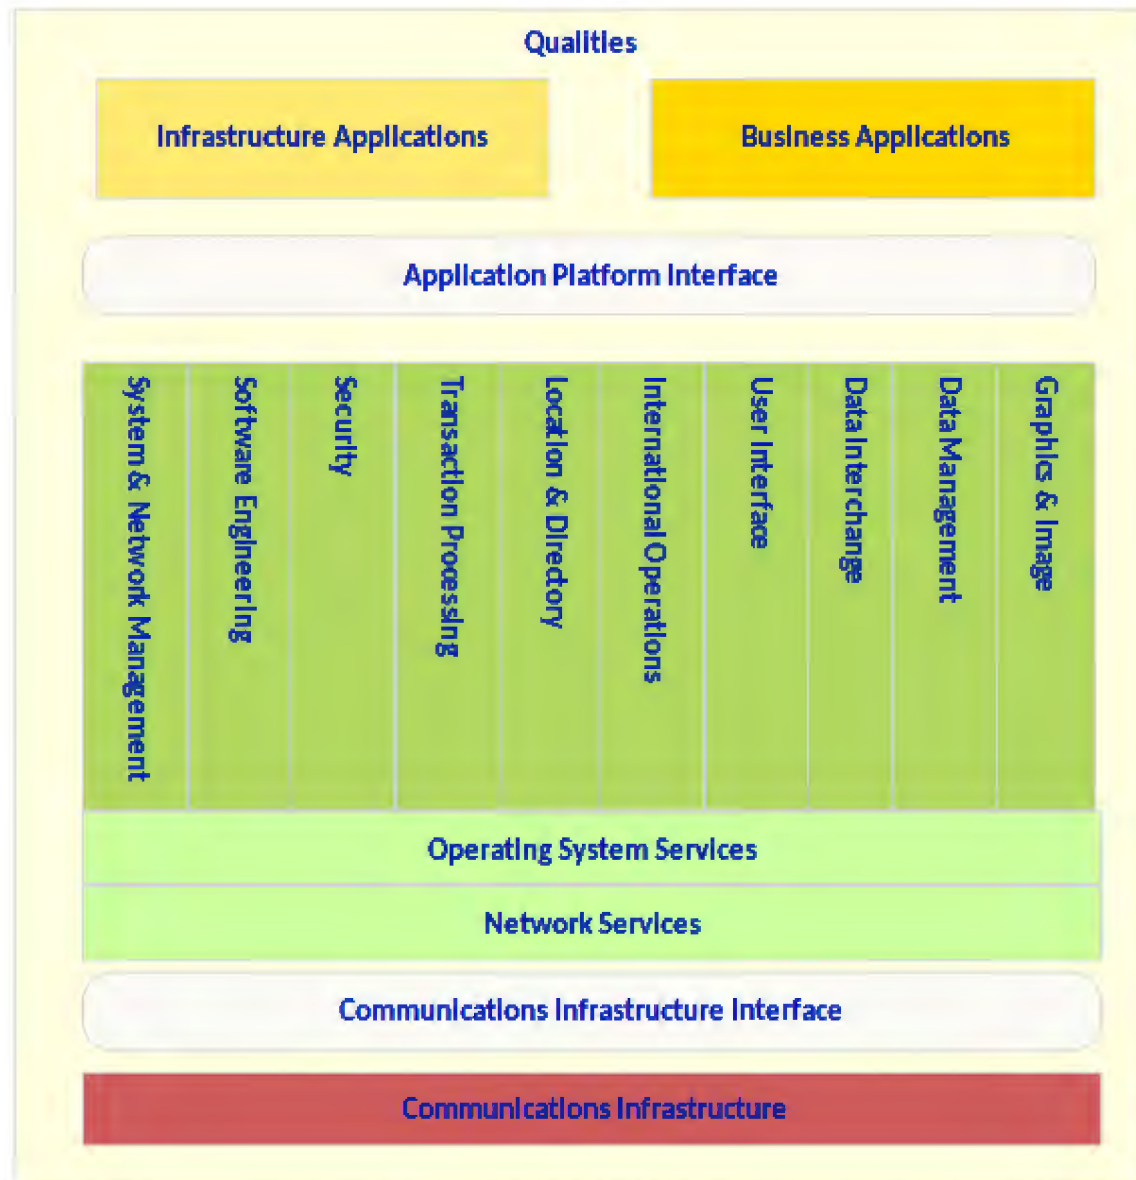 Qualities
Infrastructure Applications
Business Applications
Application Platform Interface
System & Network Management
Software Engineering
Security
Transaction Processing
Location & Directory
International Operations
User Interface
Data Interchange
Data Management
Graphics & Image
Operating System Services
Network Services
Communications Infrastructure Interface
Communications Infrastructure